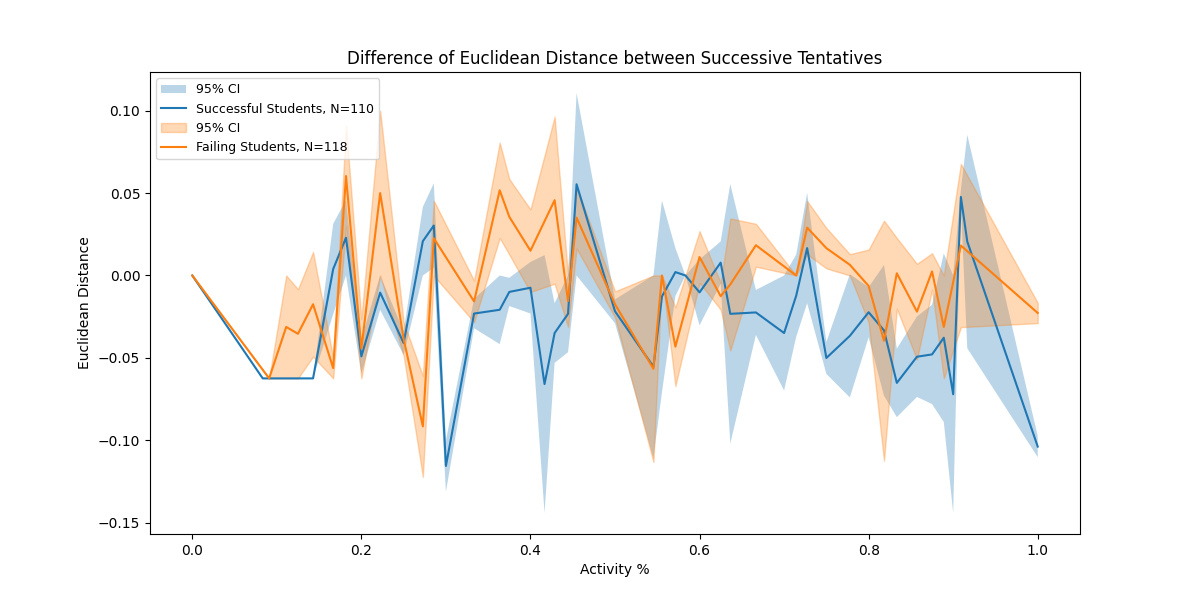 Difference of Euclidean Distance between Successive Tentatives
95% CI
Successful Students, N=110
95% CI
Failing Students, N=118
Euclidean Distance
0.10
0.05
0.00
−0.05
−0.10
−0.15
0.0
0.2
0.4
0.6
0.8
1.0
Activity %